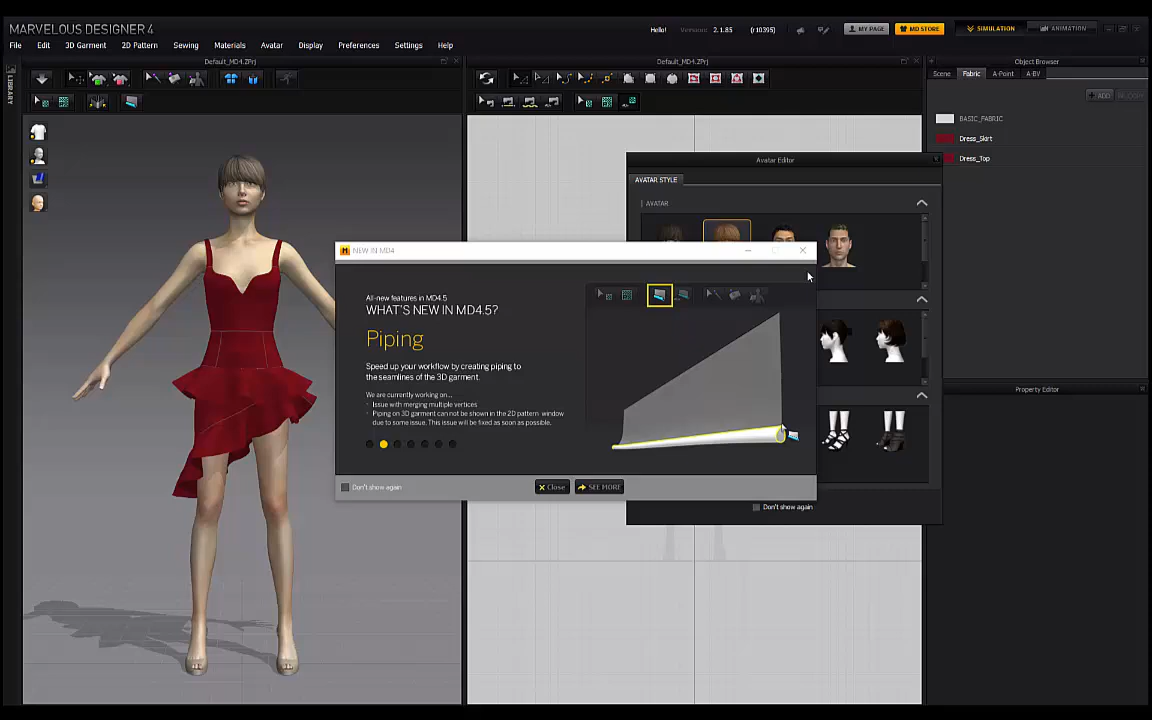 MARVELOUS DESIGNER 4
Hello!
Version: 2.1.85
(r10395)
MY PAGE
MD STORE
SIMULATION
ANIMATION
File
Edit
3D Garment
2D Pattern
Sewing
Materials
Avatar
Display
Preferences
Settings
Help
LIBRARY
Default_MD4.ZPrj
Default_MD4.ZPrj
Object Browser
Scene
Fabric
A-Point
A-BV
+ ADD
BASIC_FABRIC
Dress_Skirt
Dress_Top
Avatar Editor
AVATAR STYLE
AVATAR
NEW IN MD4
All-new features in MD4.5
WHAT'S NEW IN MD4.5?
Piping
Speed up your workflow by creating piping to
the seamlines of the 3D garment.
We are currently working on...
• Issue with merging multiple vertices
• Piping on 3D garment can not be shown in the 2D pattern window
due to some issue. This issue will be fixed as soon as possible.
Don't show again
Close
SEE MORE
Don't show again
Property Editor